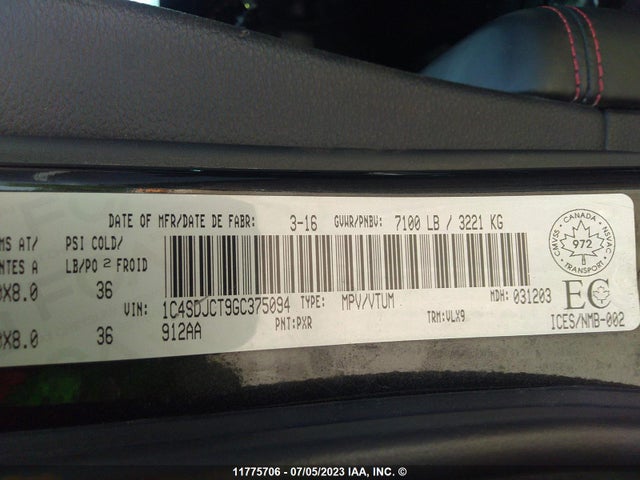 DATE OF MFR/DATE DE FABR: 3-16 GVWR/PNBV: 7100 LB / 3221 KG
MS AT/ PSI COLD/
NTES A LB/PO 2 FROID
X8.0 36
VIN: 1C4SDJCT9GC375094 TYPE: MPV/VTUM MDH: 031203
X8.0 36 912AA PNT:PXR TRM:VLX9
CMVSS CANADA NSVAC
972
TRANSPORT
EC
ICES/NMB-002
11775706 - 07/05/2023 IAA, INC. ©